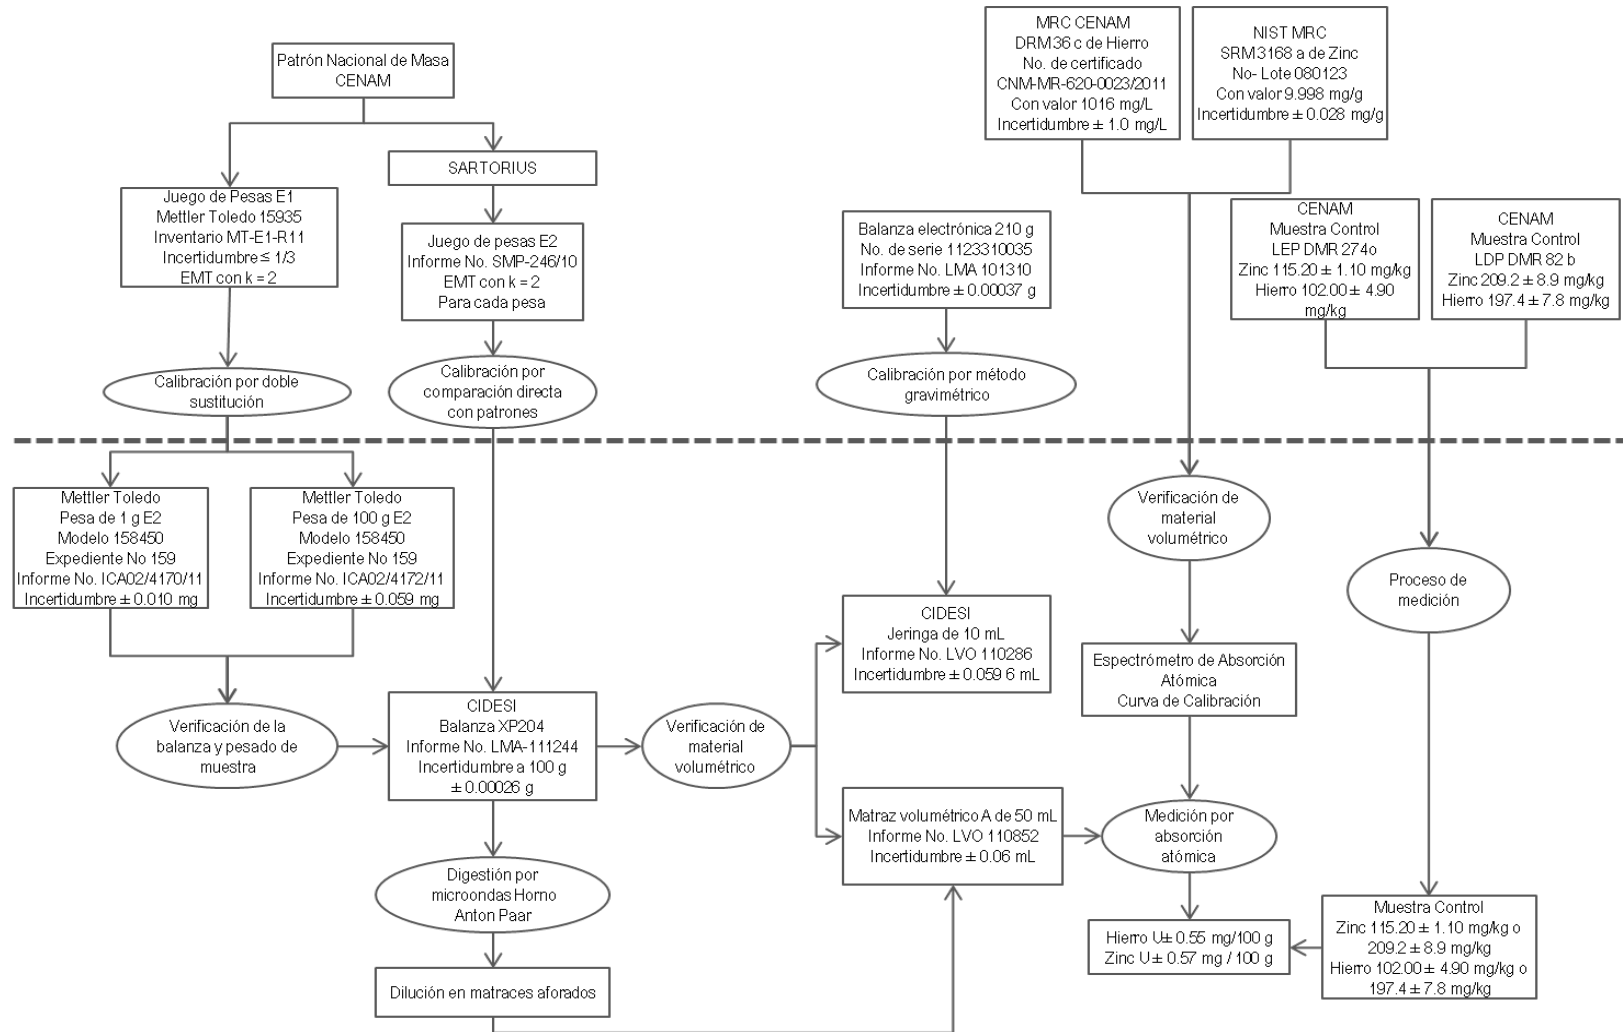 Patrón Nacional de Masa
CENAM
MRC CENAM
DRM 36 c de Hierro
No. de certificado
CNM-MR-620-0023/2011
Con valor 1016 mg/L
Incertidumbre ± 1.0 mg/L
NIST MRC
SRM 3168 a de Zinc
No- Lote 080123
Con valor 9.998 mg/g
Incertidumbre ± 0.028 mg/g
SARTORIUS
Juego de Pesas E1
Mettler Toledo 15935
Inventario MT-E1-R11
Incertidumbre ≤ 1/3
EMT con k = 2
Juego de pesas E2
Informe No. SMP-246/10
EMT con k = 2
Para cada pesa
Balanza electrónica 210 g
No. de serie 1123310035
Informe No. LMA 101310
Incertidumbre ± 0.00037 g
CENAM
Muestra Control
LEP DMR 274o
Zinc 115.20 ± 1.10 mg/kg
Hierro 102.00 ± 4.90
mg/kg
CENAM
Muestra Control
LDP DMR 82 b
Zinc 209.2 ± 8.9 mg/kg
Hierro 197.4 ± 7.8 mg/kg
Calibración por doble
sustitución
Calibración por
comparación directa
con patrones
Calibración por método
gravimétrico
Mettler Toledo
Pesa de 1 g E2
Modelo 158450
Expediente No 159
Informe No. ICA02/4170/11
Incertidumbre ± 0.010 mg
Mettler Toledo
Pesa de 100 g E2
Modelo 158450
Expediente No 159
Informe No. ICA02/4172/11
Incertidumbre ± 0.059 mg
Verificación de
material
volumétrico
Proceso de
medición
CIDESI
Jeringa de 10 mL
Informe No. LVO 110286
Incertidumbre ± 0.059 6 mL
Espectrómetro de Absorción
Atómica
Curva de Calibración
Verificación de la
balanza y pesado de
muestra
CIDESI
Balanza XP204
Informe No. LMA-111244
Incertidumbre a 100 g
± 0.00026 g
Verificación de
material
volumétrico
Matraz volumétrico A de 50 mL
Informe No. LVO 110852
Incertidumbre ± 0.06 mL
Medición por
absorción
atómica
Digestión por
microondas Horno
Anton Paar
Hierro U± 0.55 mg/100 g
Zinc U± 0.57 mg / 100 g
Muestra Control
Zinc 115.20 ± 1.10 mg/kg o
209.2 ± 8.9 mg/kg
Hierro 102.00 ± 4.90 mg/kg o
197.4 ± 7.8 mg/kg
Dilución en matraces aforados